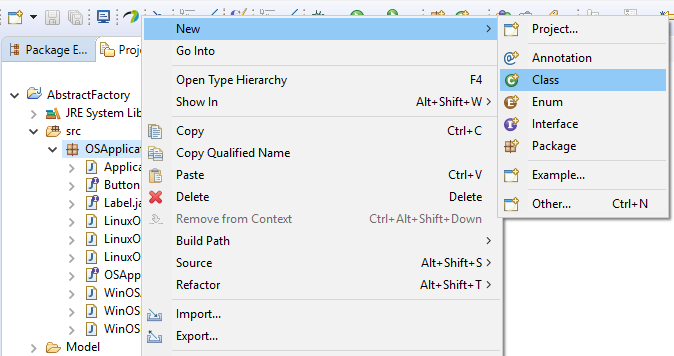 Package E...
Proj
AbstractFactory
JRE System Lib
src
OSApplicat
Applica
Button
Label.ja
LinuxO
LinuxO
LinuxO
OSApp
WinOS
WinOS
WinOS
Model
New >
Go Into
Open Type Hierarchy F4
Show In Alt+Shift+W >
Copy Ctrl+C
Copy Qualified Name
Paste Ctrl+V
Delete Delete
Remove from Context Ctrl+Alt+Shift+Down
Build Path >
Source Alt+Shift+S >
Refactor Alt+Shift+T >
Import...
Export...
Project...
Annotation
Class
Enum
Interface
Package
Example...
Other... Ctrl+N